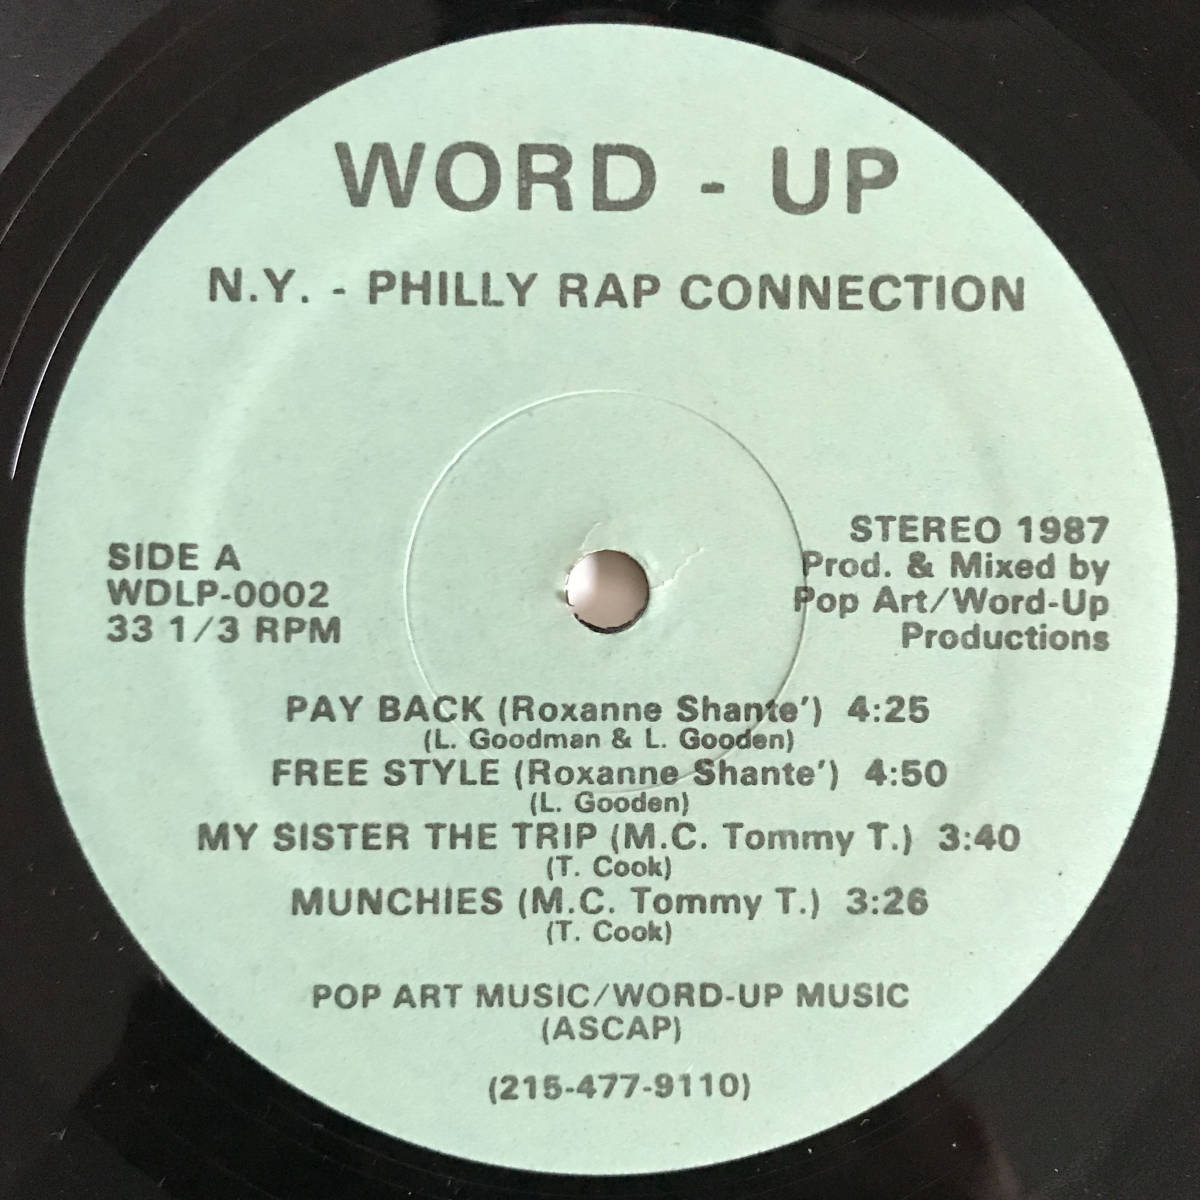 WORD - UP
N.Y. - PHILLY RAP CONNECTION
SIDE A
WDLP-0002
33 1/3 RPM
STEREO 1987
Prod. & Mixed by
Pop Art/Word-Up
Productions
PAY BACK (Roxanne Shante') 4:25
(L. Goodman & L. Gooden)
FREE STYLE (Roxanne Shante') 4:50
(L. Gooden)
MY SISTER THE TRIP (M.C. Tommy T.) 3:40
(T. Cook)
MUNCHIES (M.C. Tommy T.) 3:26
(T. Cook)
POP ART MUSIC/WORD-UP MUSIC
(ASCAP)
(215-477-9110)